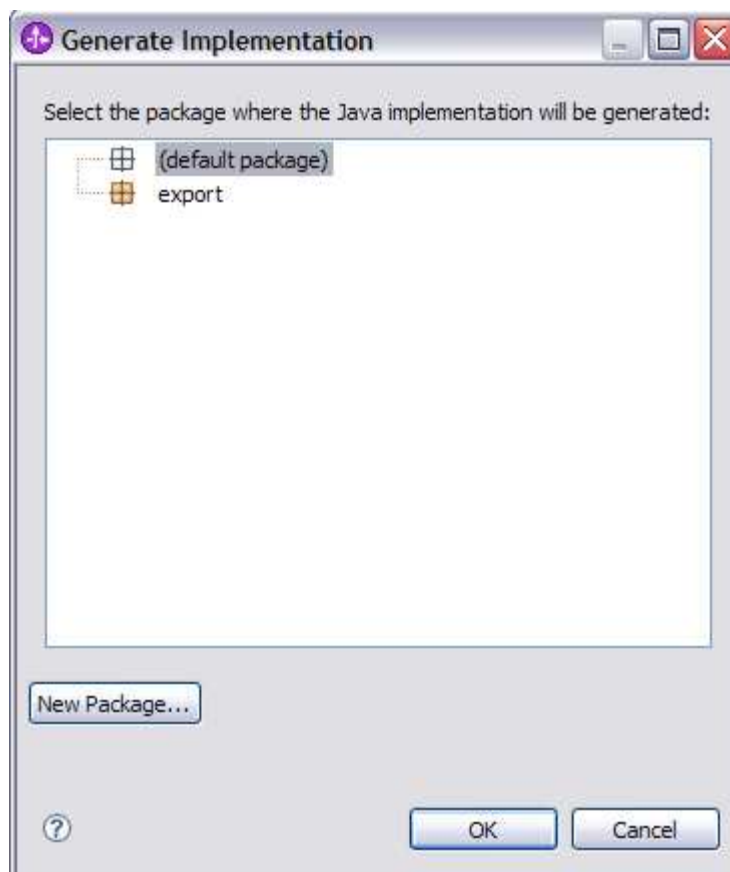 Generate Implementation
Select the package where the Java implementation will be generated:
(default package)
export
New Package...
?
OK
Cancel